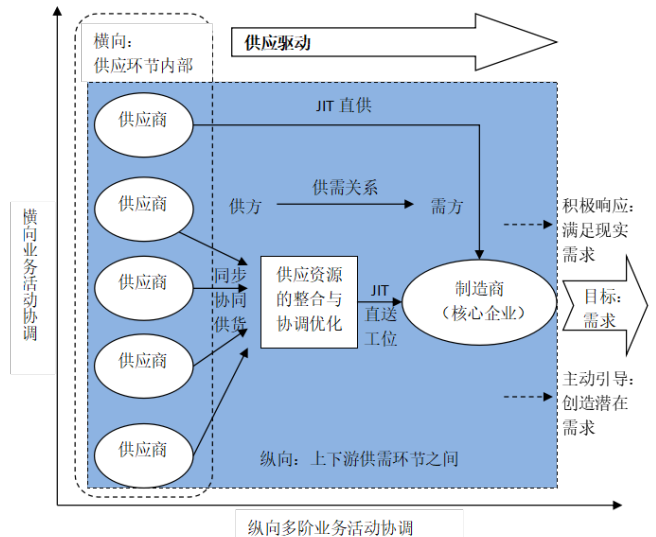 横向：
供应环节内部
供应驱动
供应商
JIT 直供
供应商
供需关系
供方
需方
积极响应：
满足现实
需求
横向业务活动协调
供应商
同步
协同
供货
供应资源
的整合与
协调优化
JIT
直送
工位
制造商
（核心企业）
目标：
需求
供应商
主动引导：
创造潜在
需求
供应商
纵向：上下游供需环节之间
纵向多阶业务活动协调